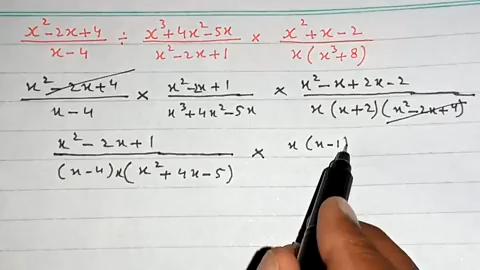 x²-2x+4/x-4 ÷ x³+4x²-5x/x²-2x+1 × x²+x-2/x(x³+8)
x²-2x+4/x-4 × x²-2x+1/x³+4x²-5x × x²-x+2x-2/x(x+2)(x²-2x+4)
x²-2x+1/(x-4)x(x²+4x-5) × x(x-1)